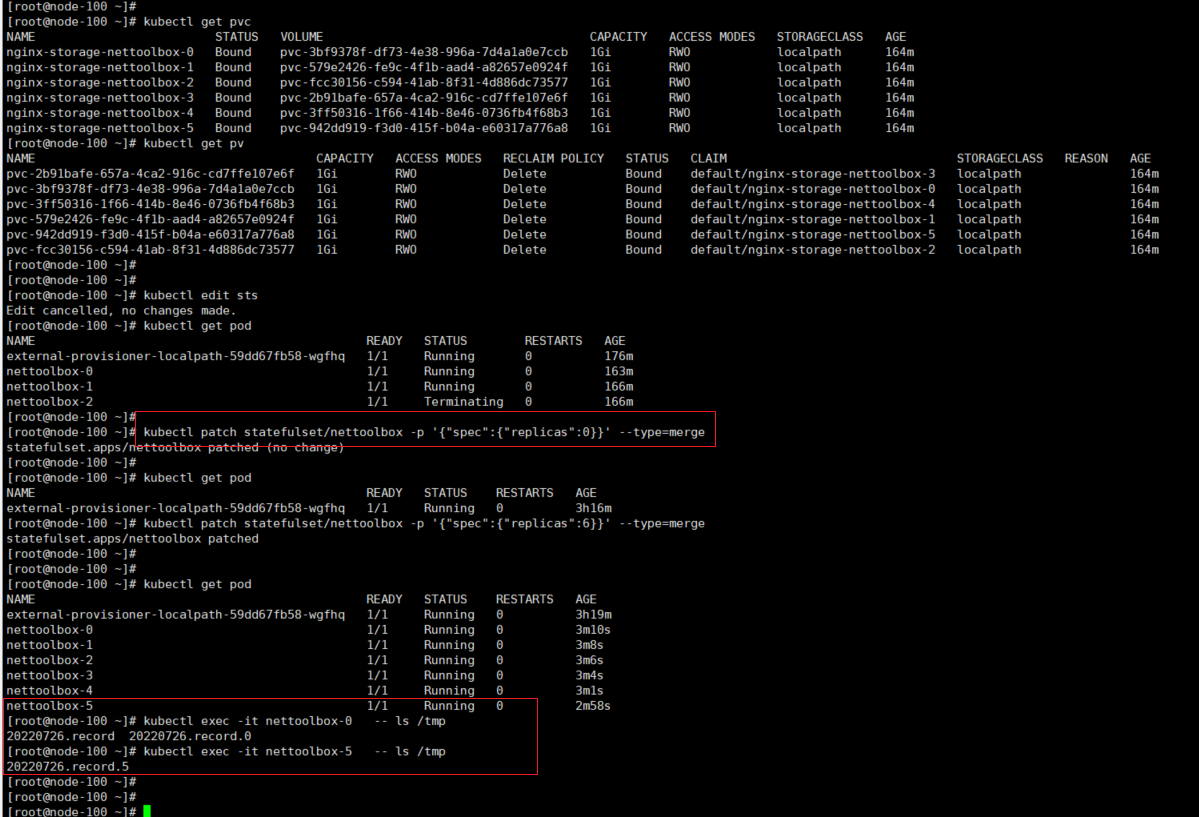 [root@node-100 ~]#
[root@node-100 ~]# kubectl get pvc
NAME STATUS VOLUME CAPACITY ACCESS MODES STORAGECLASS AGE
nginx-storage-nettoolbox-0 Bound pvc-3bf9378f-df73-4e38-996a-7d4a1a0e7ccb 1Gi RWO localpath 164m
nginx-storage-nettoolbox-1 Bound pvc-579e2426-fe9c-4f1b-aad4-a82657e0924f 1Gi RWO localpath 164m
nginx-storage-nettoolbox-2 Bound pvc-fcc30156-c594-41ab-8f31-4d886dc73577 1Gi RWO localpath 164m
nginx-storage-nettoolbox-3 Bound pvc-2b91bafe-657a-4ca2-916c-cd7ffe107e6f 1Gi RWO localpath 164m
nginx-storage-nettoolbox-4 Bound pvc-3ff50316-1f66-414b-8e46-0736fb4f68b3 1Gi RWO localpath 164m
nginx-storage-nettoolbox-5 Bound pvc-942dd919-f3d0-415f-b04a-e60317a776a8 1Gi RWO localpath 164m
[root@node-100 ~]# kubectl get pv
NAME CAPACITY ACCESS MODES RECLAIM POLICY STATUS CLAIM STORAGECLASS REASON AGE
pvc-2b91bafe-657a-4ca2-916c-cd7ffe107e6f 1Gi RWO Delete Bound default/nginx-storage-nettoolbox-3 localpath 164m
pvc-3bf9378f-df73-4e38-996a-7d4a1a0e7ccb 1Gi RWO Delete Bound default/nginx-storage-nettoolbox-0 localpath 164m
pvc-3ff50316-1f66-414b-8e46-0736fb4f68b3 1Gi RWO Delete Bound default/nginx-storage-nettoolbox-4 localpath 164m
pvc-579e2426-fe9c-4f1b-aad4-a82657e0924f 1Gi RWO Delete Bound default/nginx-storage-nettoolbox-1 localpath 164m
pvc-942dd919-f3d0-415f-b04a-e60317a776a8 1Gi RWO Delete Bound default/nginx-storage-nettoolbox-5 localpath 164m
pvc-fcc30156-c594-41ab-8f31-4d886dc73577 1Gi RWO Delete Bound default/nginx-storage-nettoolbox-2 localpath 164m
[root@node-100 ~]#
[root@node-100 ~]#
[root@node-100 ~]# kubectl edit sts
Edit cancelled, no changes made.
[root@node-100 ~]# kubectl get pod
NAME READY STATUS RESTARTS AGE
external-provisioner-localpath-59dd67fb58-wgfhq 1/1 Running 0 176m
nettoolbox-0 1/1 Running 0 163m
nettoolbox-1 1/1 Running 0 166m
nettoolbox-2 1/1 Terminating 0 166m
[root@node-100 ~]#
[root@node-100 ~]# kubectl patch statefulset/nettoolbox -p '{"spec":{"replicas":0}}' --type=merge
statefulset.apps/nettoolbox patched (no change)
[root@node-100 ~]#
[root@node-100 ~]# kubectl get pod
NAME READY STATUS RESTARTS AGE
external-provisioner-localpath-59dd67fb58-wgfhq 1/1 Running 0 3h16m
[root@node-100 ~]# kubectl patch statefulset/nettoolbox -p '{"spec":{"replicas":6}}' --type=merge
statefulset.apps/nettoolbox patched
[root@node-100 ~]#
[root@node-100 ~]#
[root@node-100 ~]# kubectl get pod
NAME READY STATUS RESTARTS AGE
external-provisioner-localpath-59dd67fb58-wgfhq 1/1 Running 0 3h19m
nettoolbox-0 1/1 Running 0 3m10s
nettoolbox-1 1/1 Running 0 3m8s
nettoolbox-2 1/1 Running 0 3m6s
nettoolbox-3 1/1 Running 0 3m4s
nettoolbox-4 1/1 Running 0 3m1s
nettoolbox-5 1/1 Running 0 2m58s
[root@node-100 ~]# kubectl exec -it nettoolbox-0 -- ls /tmp
20220726.record 20220726.record.0
[root@node-100 ~]# kubectl exec -it nettoolbox-5 -- ls /tmp
20220726.record.5
[root@node-100 ~]#
[root@node-100 ~]#
[root@node-100 ~]#